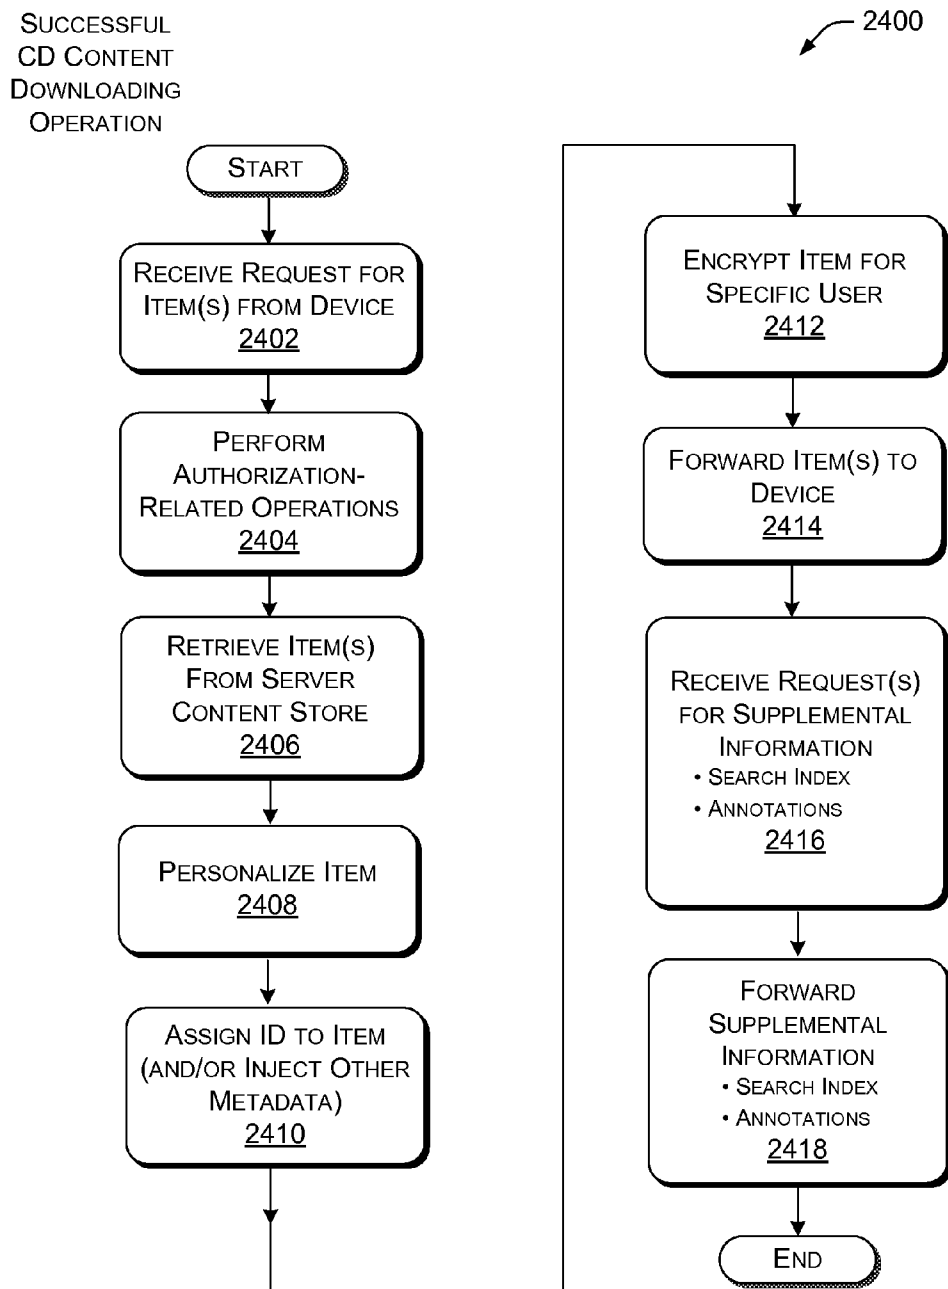 SUCCESSFUL
CD CONTENT
DOWNLOADING
OPERATION
2400
START
RECEIVE REQUEST FOR
ITEM(S) FROM DEVICE
2402
PERFORM
AUTHORIZATION-
RELATED OPERATIONS
2404
RETRIEVE ITEM(S)
FROM SERVER
CONTENT STORE
2406
PERSONALIZE ITEM
2408
ASSIGN ID TO ITEM
(AND/OR INJECT OTHER
METADATA)
2410
ENCRYPT ITEM FOR
SPECIFIC USER
2412
FORWARD ITEM(S) TO
DEVICE
2414
RECEIVE REQUEST(S)
FOR SUPPLEMENTAL
INFORMATION
• SEARCH INDEX
• ANNOTATIONS
2416
FORWARD
SUPPLEMENTAL
INFORMATION
• SEARCH INDEX
• ANNOTATIONS
2418
END